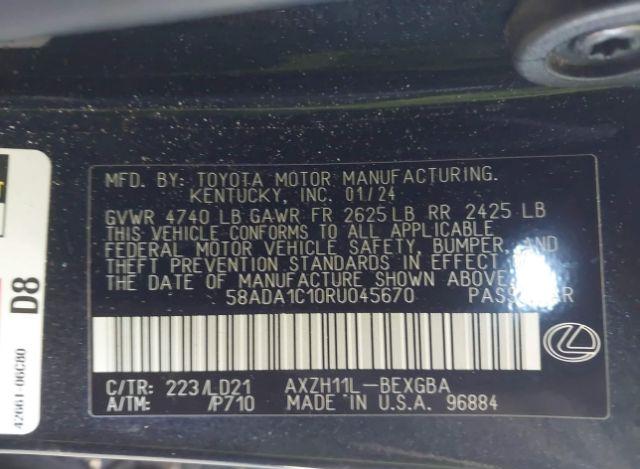 MFD. BY: TOYOTA MOTOR MANUFACTURING.
KENTUCKY, INC. 01/24
GVWR 4740 LB GAWR FR 2625 LB RR 2425 LB
THIS VEHICLE CONFORMS TO ALL APPLICABLE
FEDERAL MOTOR VEHICLE SAFETY, BUMPER, AND
THEFT PREVENTION STANDARDS IN EFFECT
THE DATE OF MANUFACTURE SHOWN ABOVE.
58ADA1C10RU045670
C/TR: 223/LD21 AXZH11L-BEXGBA
A/TM: /P710 MADE IN U.S.A. 96884
D8
42661-06C80